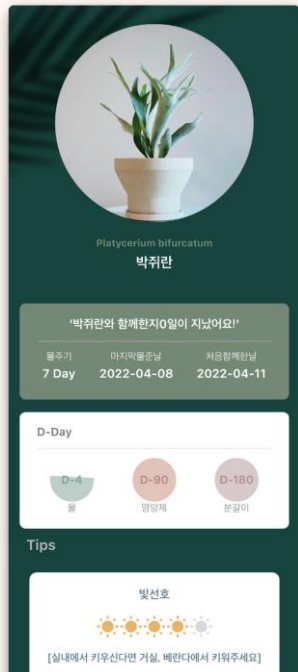 Platycerium bifurcatum
박쥐란
'박쥐란와 함께한지0일이 지났어요!'
물주기 마지막물준날 처음함께한날
7 Day 2022-04-08 2022-04-11
D-Day
D-4 D-90 D-180
물 영양제 분갈이
Tips
빛선호
[실내에서 키우신다면 거실, 베란다에서 키워주세요]